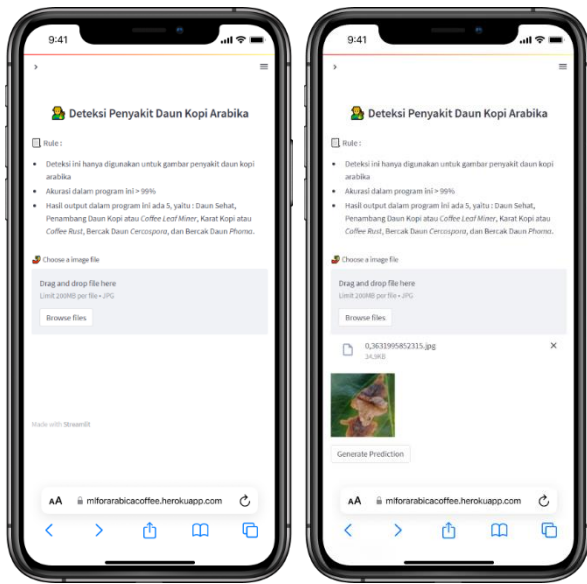 9:41
Deteksi Penyakit Daun Kopi Arabika
Rule :
Deteksi ini hanya digunakan untuk gambar penyakit daun kopi
arabika
Akurasi dalam program ini > 99%
Hasil output dalam program ini ada 5, yaitu : Daun Sehat,
Penambang Daun Kopi atau Coffee Leaf Miner, Karat Kopi atau
Coffee Rust, Bercak Daun Cercospora, dan Bercak Daun Phoma.
Choose a image file
Drag and drop file here
Limit 200MB per file • JPG
Browse files
Made with Streamlit
AA mlforarabicacoffee.herokuapp.com
9:41
Deteksi Penyakit Daun Kopi Arabika
Rule :
Deteksi ini hanya digunakan untuk gambar penyakit daun kopi
arabika
Akurasi dalam program ini > 99%
Hasil output dalam program ini ada 5, yaitu : Daun Sehat,
Penambang Daun Kopi atau Coffee Leaf Miner, Karat Kopi atau
Coffee Rust, Bercak Daun Cercospora, dan Bercak Daun Phoma.
Choose a image file
Drag and drop file here
Limit 200MB per file • JPG
Browse files
0,3631995852315.jpg
34.9KB
Generate Prediction
AA mlforarabicacoffee.herokuapp.com